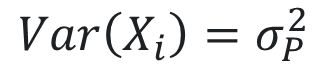 Var(X_i) = σ_P^2